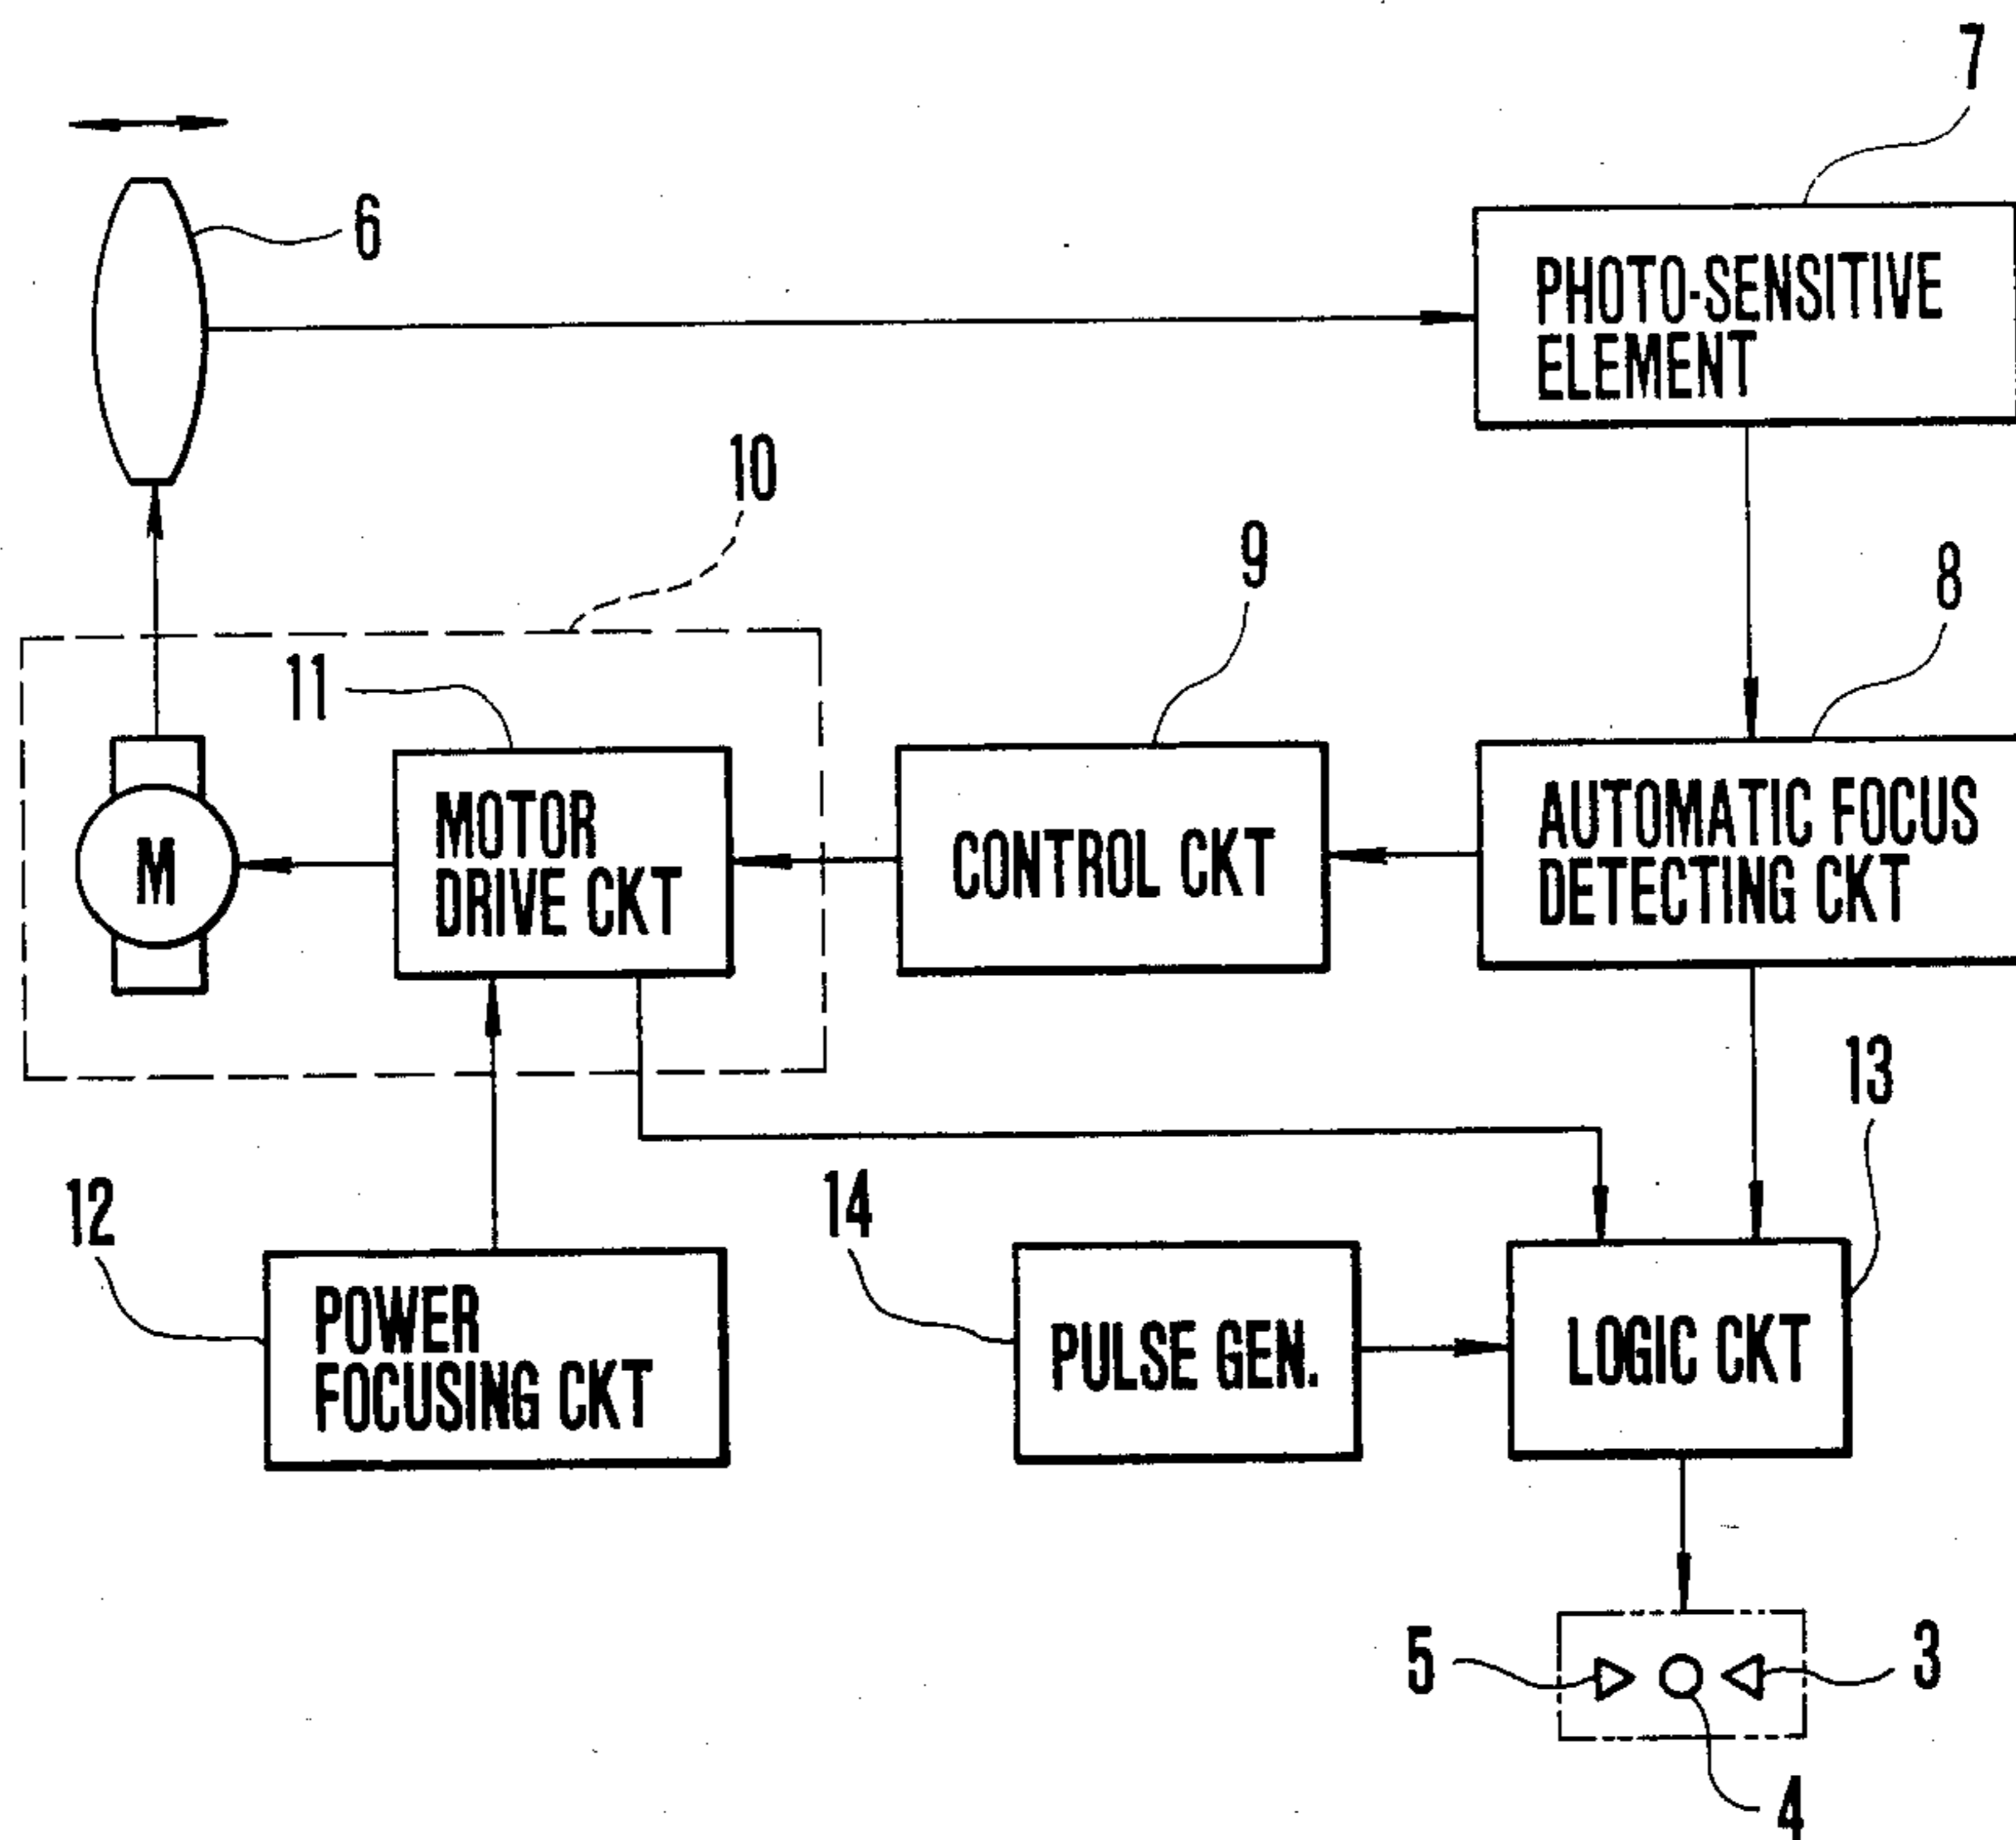 7
6
PHOTO-SENSITIVE
ELEMENT
10
9
8
11
MOTOR
DRIVE CKT
M
CONTROL CKT
AUTOMATIC FOCUS
DETECTING CKT
13
12
14
POWER
FOCUSING CKT
PULSE GEN.
LOGIC CKT
5
3
4